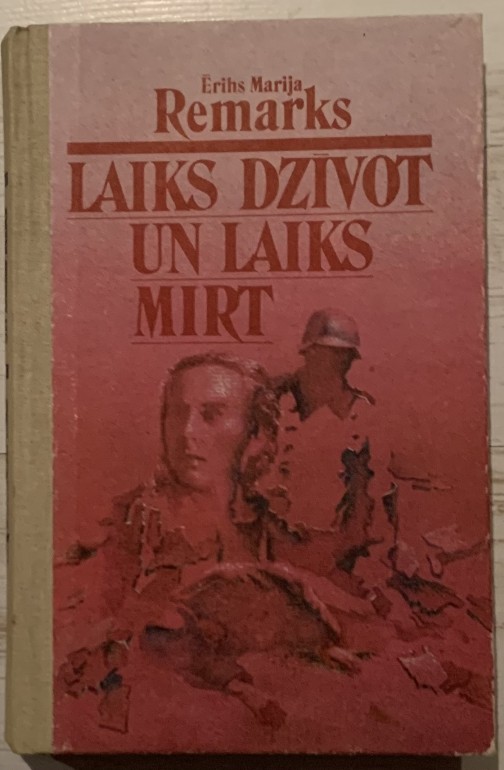 Ērihs Marija
Remarks
LAIKS DZĪVOT
UN LAIKS
MIRT